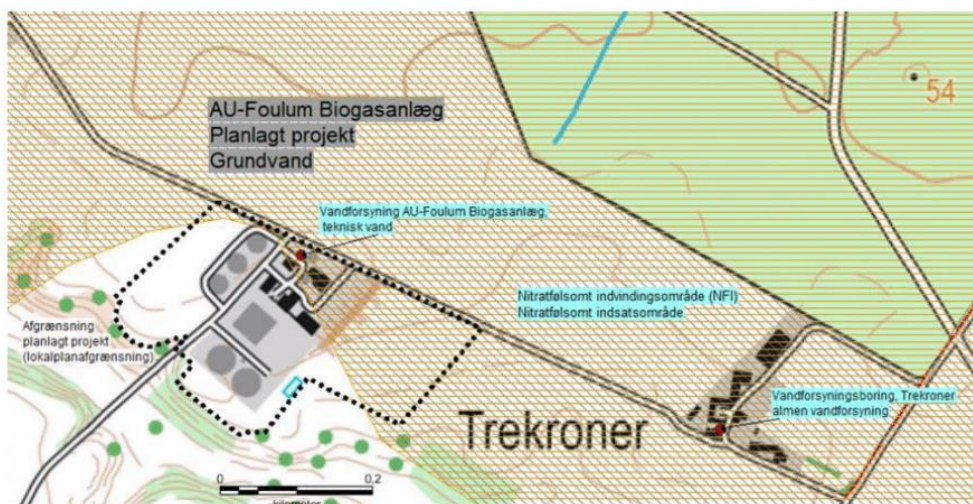 AU-Foulum Biogasanlæg
Planlagt projekt
Grundvand
54
Vandforsyning AU-Foulum Biogasanlæg,
teknisk vand
Nitratfølsomt indvindingsområde (NFI)
Nitratfølsomt indsatsområde
Afgrænsning
planlagt projekt
(lokalplanafgrænsning)
Vandforsyningsboring, Trekroner
almen vandforsyning
Trekroner
0 0,2
kilometer